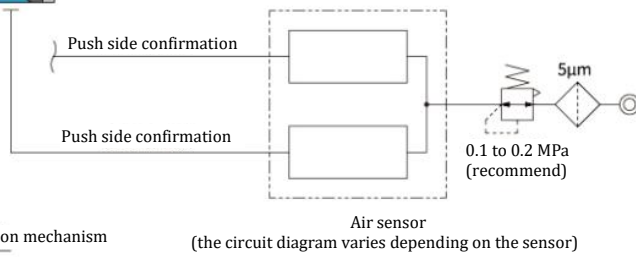 Push side confirmation
5μm
Push side confirmation
0.1 to 0.2 MPa
(recommend)
Air sensor
on mechanism
(the circuit diagram varies depending on the sensor)